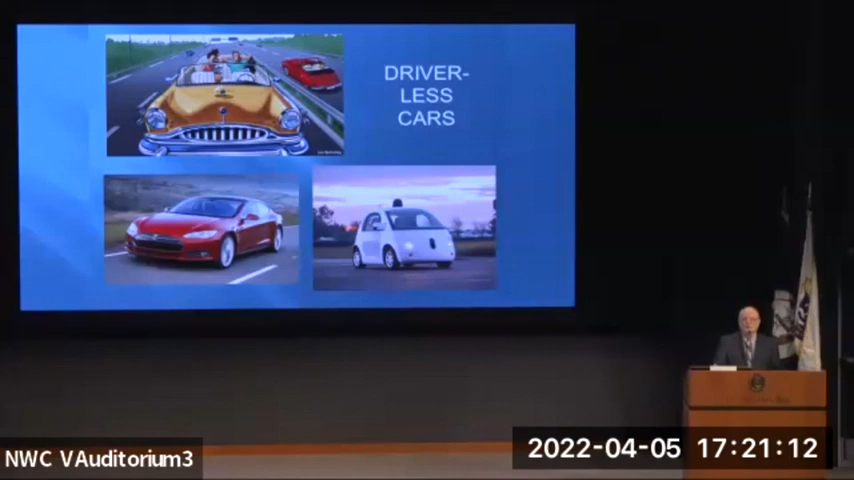 DRIVER-
LESS
CARS
NWC VAuditorium3
2022-04-05 17:21:12